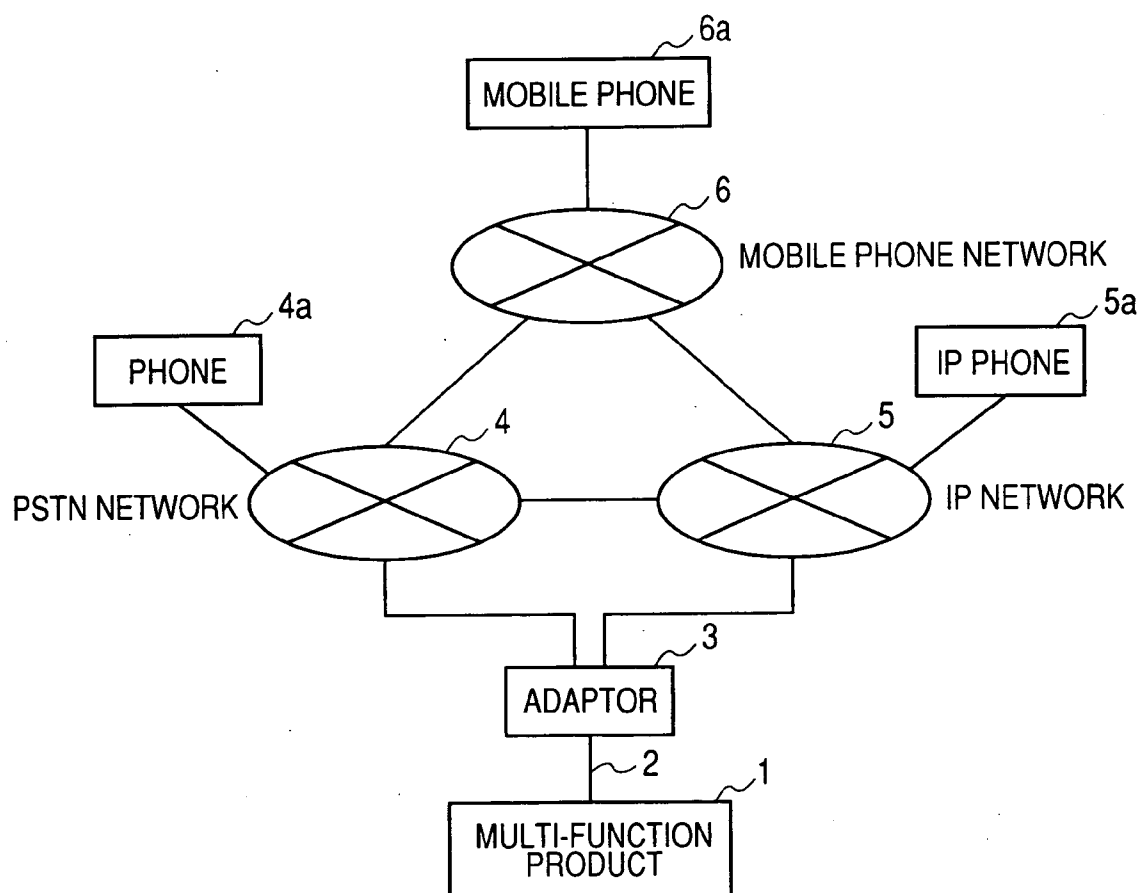 6a
MOBILE PHONE
6
MOBILE PHONE NETWORK
4a
5a
PHONE
IP PHONE
4
5
PSTN NETWORK
IP NETWORK
3
ADAPTOR
2
1
MULTI-FUNCTION
PRODUCT